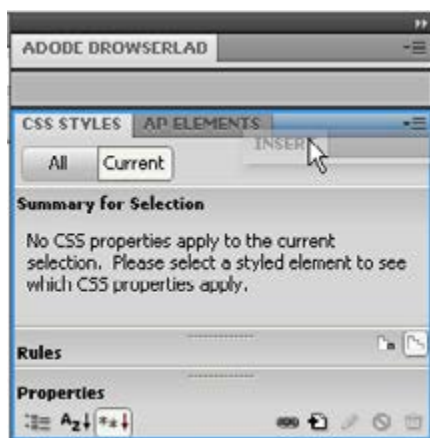 ADOBE BROWSERLAB
CSS STYLES AP ELEMENTS
INSER
All Current
Summary for Selection
No CSS properties apply to the current
selection. Please select a styled element to see
which CSS properties apply.
Rules
Properties